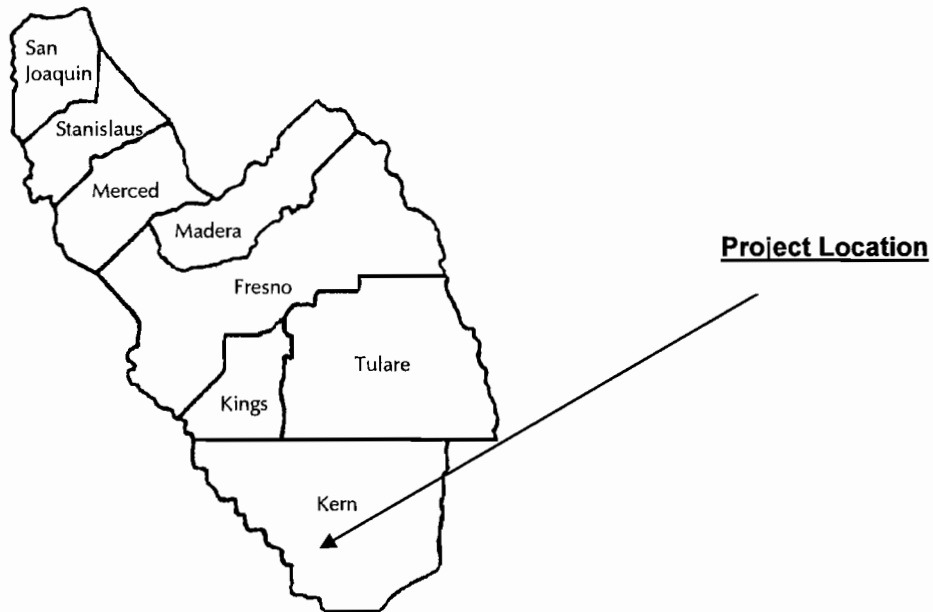 San
Joaquin
Stanislaus
Merced
Madera
Project Location
Fresno
Tulare
Kings
Kern